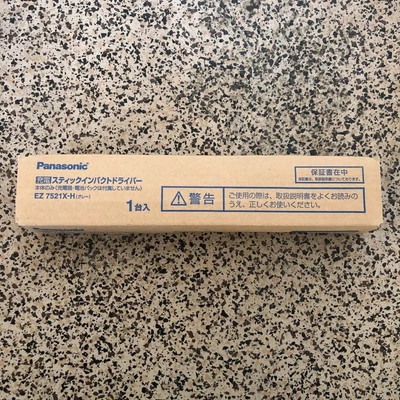 Panasonic
充電スティックインパクトドライバー
本体のみ(充電器・電池パックは付属していません)
EZ 7521X-H(グレー)
1台入
警告
ご使用の際は、取扱説明書をよくお読みの
うえ、正しくお使いください。
保証書在中